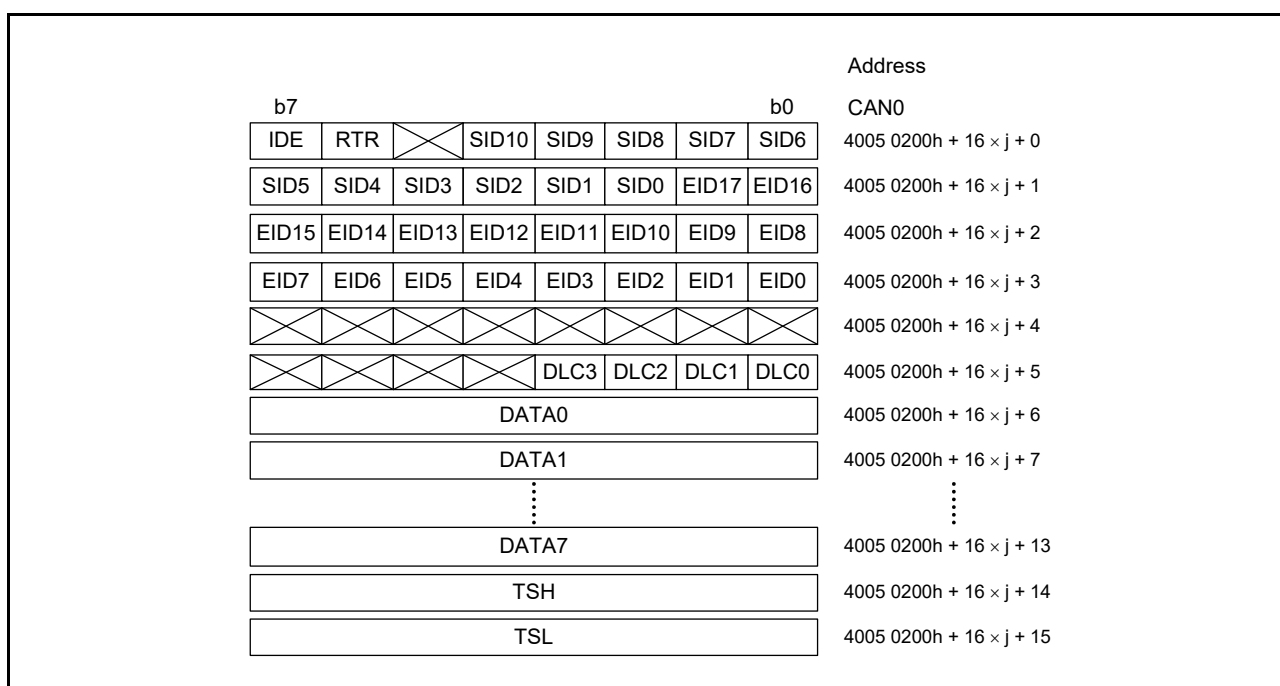 Address
b7 b0 CAN0
IDE RTR SID10 SID9 SID8 SID7 SID6 4005 0200h + 16 × j + 0
SID5 SID4 SID3 SID2 SID1 SID0 EID17 EID16 4005 0200h + 16 × j + 1
EID15 EID14 EID13 EID12 EID11 EID10 EID9 EID8 4005 0200h + 16 × j + 2
EID7 EID6 EID5 EID4 EID3 EID2 EID1 EID0 4005 0200h + 16 × j + 3
4005 0200h + 16 × j + 4
DLC3 DLC2 DLC1 DLC0 4005 0200h + 16 × j + 5
DATA0 4005 0200h + 16 × j + 6
DATA1 4005 0200h + 16 × j + 7
DATA7 4005 0200h + 16 × j + 13
TSH 4005 0200h + 16 × j + 14
TSL 4005 0200h + 16 × j + 15